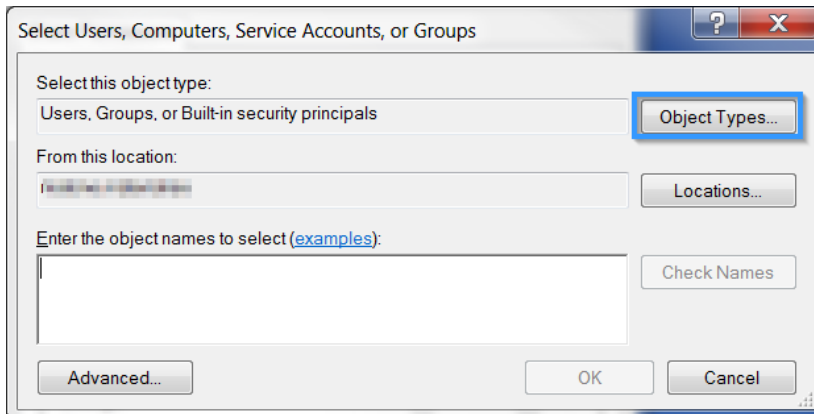 Select Users, Computers, Service Accounts, or Groups
?
X
Select this object type:
Users, Groups, or Built-in security principals
Object Types...
From this location:
Locations...
Enter the object names to select (examples):
Check Names
Advanced...
OK
Cancel